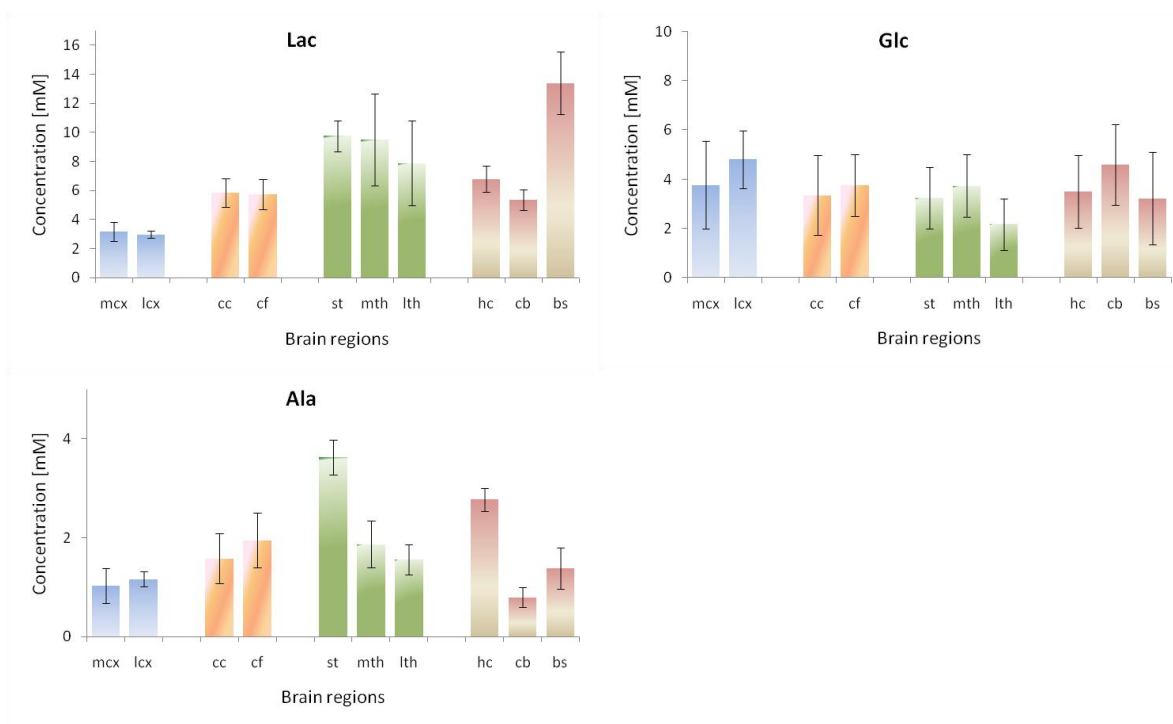 Lac
Concentration [mM]
16
14
12
10
8
6
4
2
0
mcx lcx cc cf st mth lth hc cb bs
Brain regions
Glc
Concentration [mM]
10
8
6
4
2
0
mcx lcx cc cf st mth lth hc cb bs
Brain regions
Ala
Concentration [mM]
4
2
0
mcx lcx cc cf st mth lth hc cb bs
Brain regions